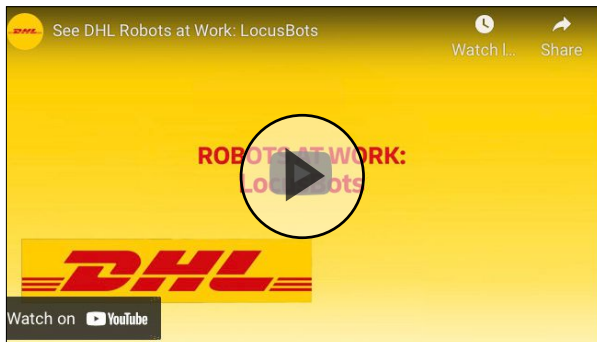 DHL
See DHL Robots at Work: LocusBots
Watch l...
Share
ROBOTS AT WORK:
LocusBots
DHL
Watch on YouTube